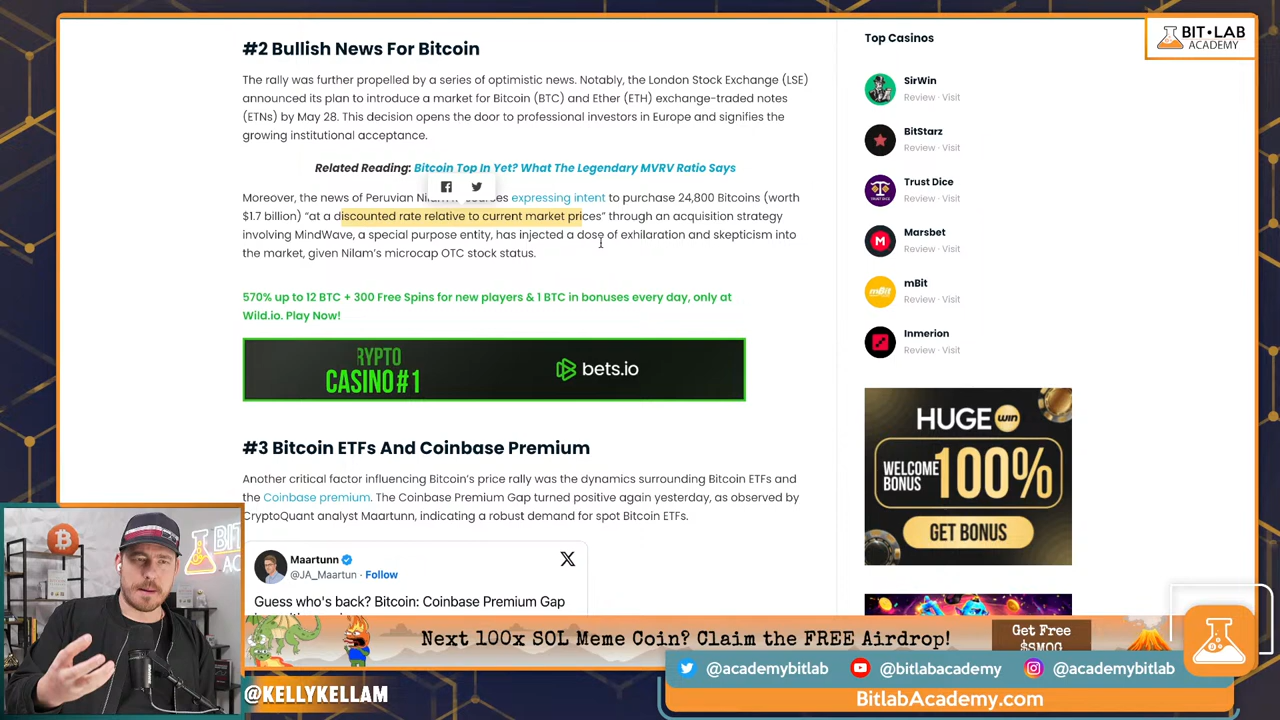 #2 Bullish News For Bitcoin
The rally was further propelled by a series of optimistic news. Notably, the London Stock Exchange (LSE)
announced its plan to introduce a market for Bitcoin (BTC) and Ether (ETH) exchange-traded notes
(ETNs) by May 28. This decision opens the door to professional investors in Europe and signifies the
growing institutional acceptance.
Related Reading: Bitcoin Top In Yet? What The Legendary MVRV Ratio Says
Moreover, the news of Peruvian expressing intent to purchase 24,800 Bitcoins (worth
$1.7 billion) “at a discounted rate relative to current market prices” through an acquisition strategy
involving MindWave, a special purpose entity, has injected a dose of exhilaration and skepticism into
the market, given Nilam’s microcap OTC stock status.
570% up to 12 BTC + 300 Free Spins for new players & 1 BTC in bonuses every day, only at
Wild.io. Play Now!
CASINO #1
bets.io
#3 Bitcoin ETFs And Coinbase Premium
Another critical factor influencing Bitcoin’s price rally was the dynamics surrounding Bitcoin ETFs and
the Coinbase premium. The Coinbase Premium Gap turned positive again yesterday, as observed by
CryptoQuant analyst Maartunn, indicating a robust demand for spot Bitcoin ETFs.
Maartunn
@JA_Maartun · Follow
Guess who's back? Bitcoin: Coinbase Premium Gap
Top Casinos
SirWin
Review · Visit
BitStarz
Review · Visit
Trust Dice
Review · Visit
Marsbet
Review · Visit
mBit
Review · Visit
Inmerion
Review · Visit
HUGE win
WELCOME BONUS 100%
GET BONUS
BIT•LAB
ACADEMY
Next 100x SOL Meme Coin? Claim the FREE Airdrop!
Get Free
$SMOG
@academybitlab
@bitlabacademy
@academybitlab
BitlabAcademy.com
@KELLYKELLAM